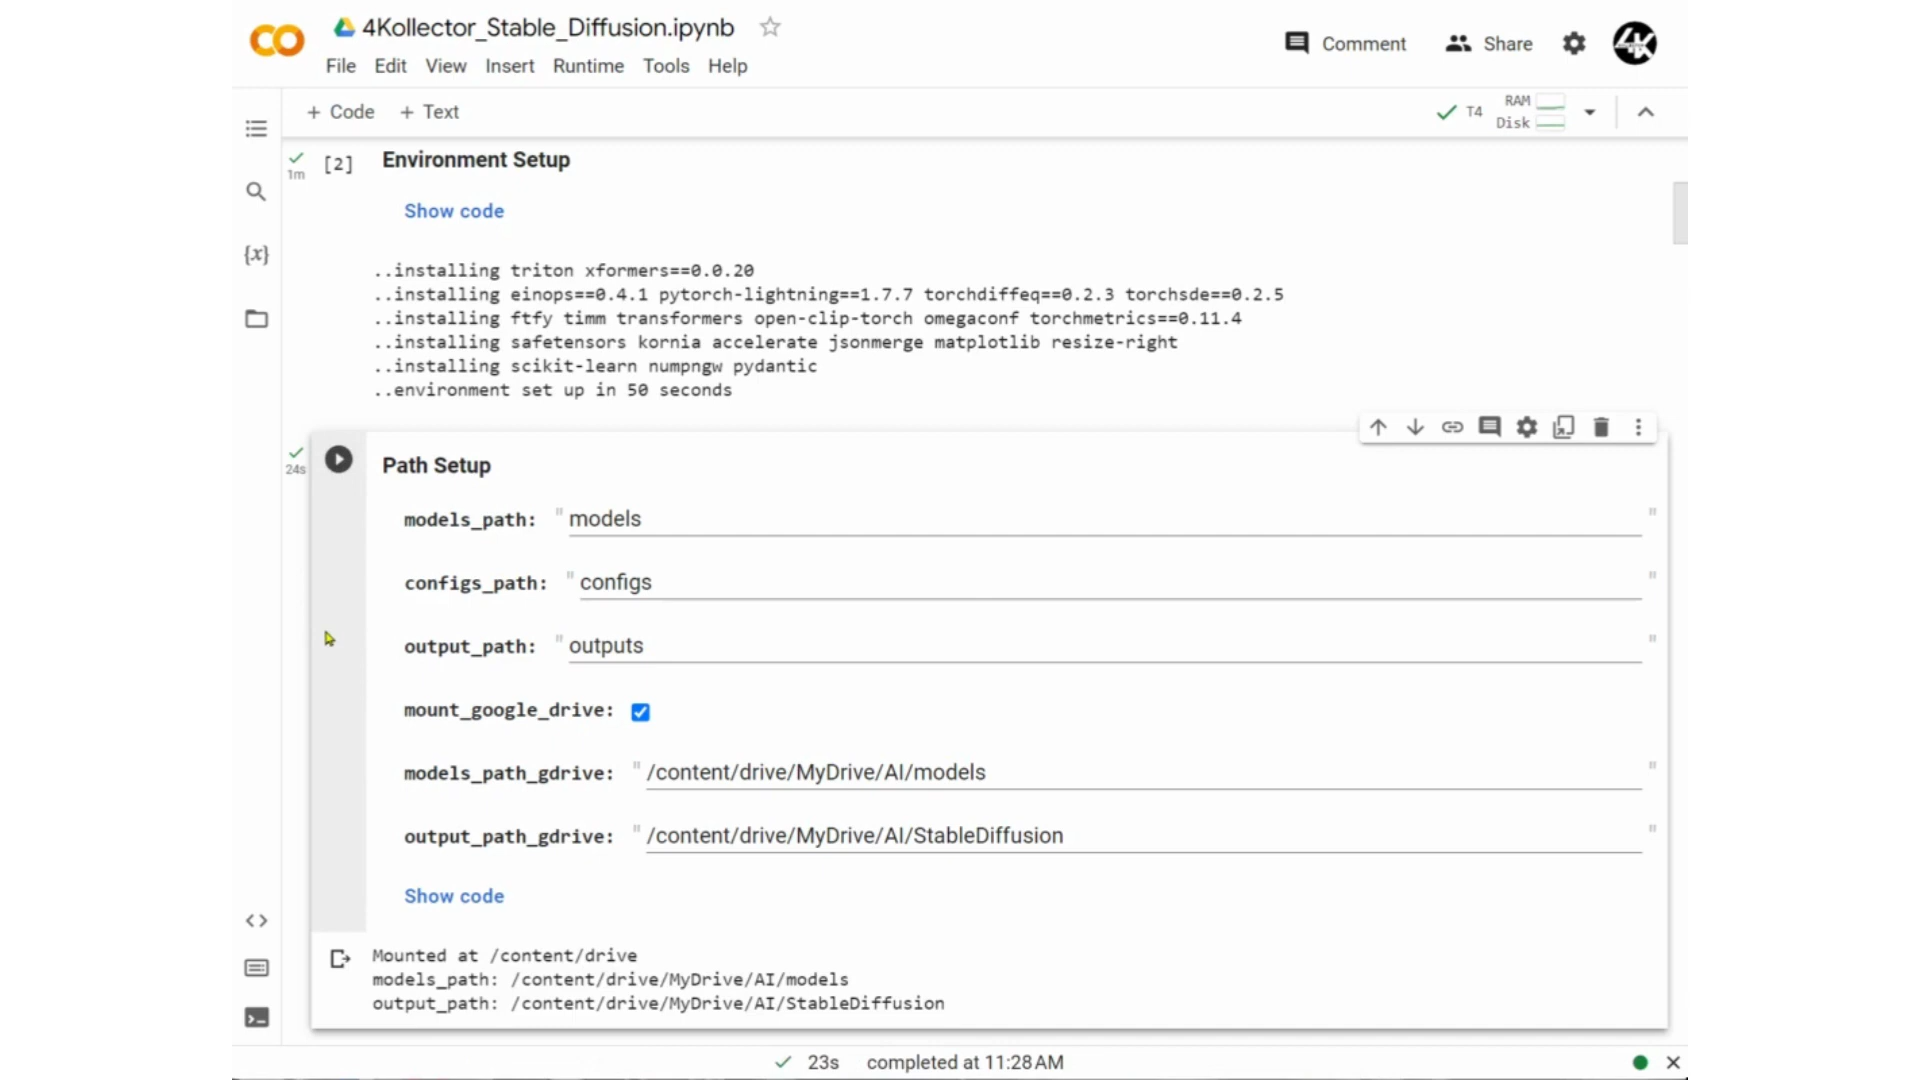 4Kollector_Stable_Diffusion.ipynb
Comment
Share
4K
File Edit View Insert Runtime Tools Help
+ Code + Text
T4
RAM
Disk
1m
[2]
Environment Setup
Show code
..installing triton xformers==0.0.20
..installing einops==0.4.1 pytorch-lightning==1.7.7 torchdiffeq==0.2.3 torchsde==0.2.5
..installing ftfy timm transformers open-clip-torch omegaconf torchmetrics==0.11.4
..installing safetensors kornia accelerate jsonmerge matplotlib resize-right
..installing scikit-learn numpngw pydantic
..environment set up in 50 seconds
24s
Path Setup
models_path: " models "
configs_path: " configs "
output_path: " outputs "
mount_google_drive:
models_path_gdrive: " /content/drive/MyDrive/AI/models "
output_path_gdrive: " /content/drive/MyDrive/AI/StableDiffusion "
Show code
Mounted at /content/drive
models_path: /content/drive/MyDrive/AI/models
output_path: /content/drive/MyDrive/AI/StableDiffusion
23s completed at 11:28 AM